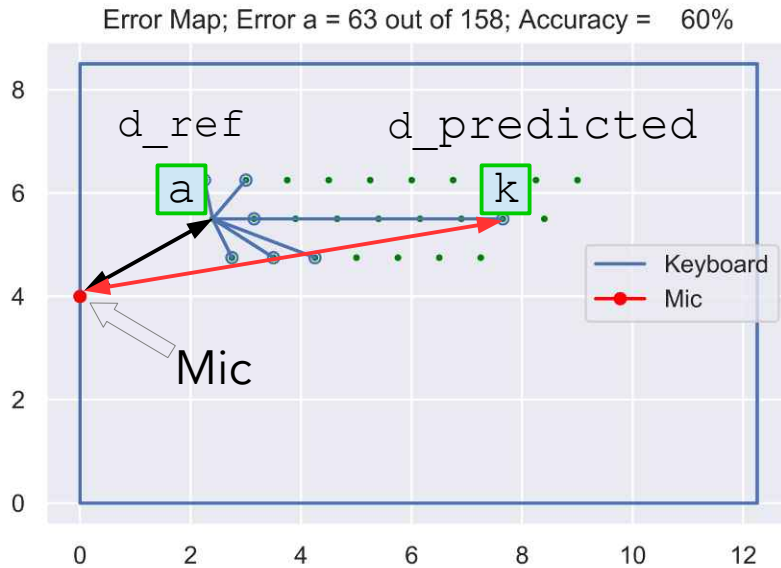 Error Map; Error a = 63 out of 158; Accuracy = 60%
8
d_ref
d_predicted
6
a
k
Keyboard
Mic
4
Mic
2
0
0 2 4 6 8 10 12